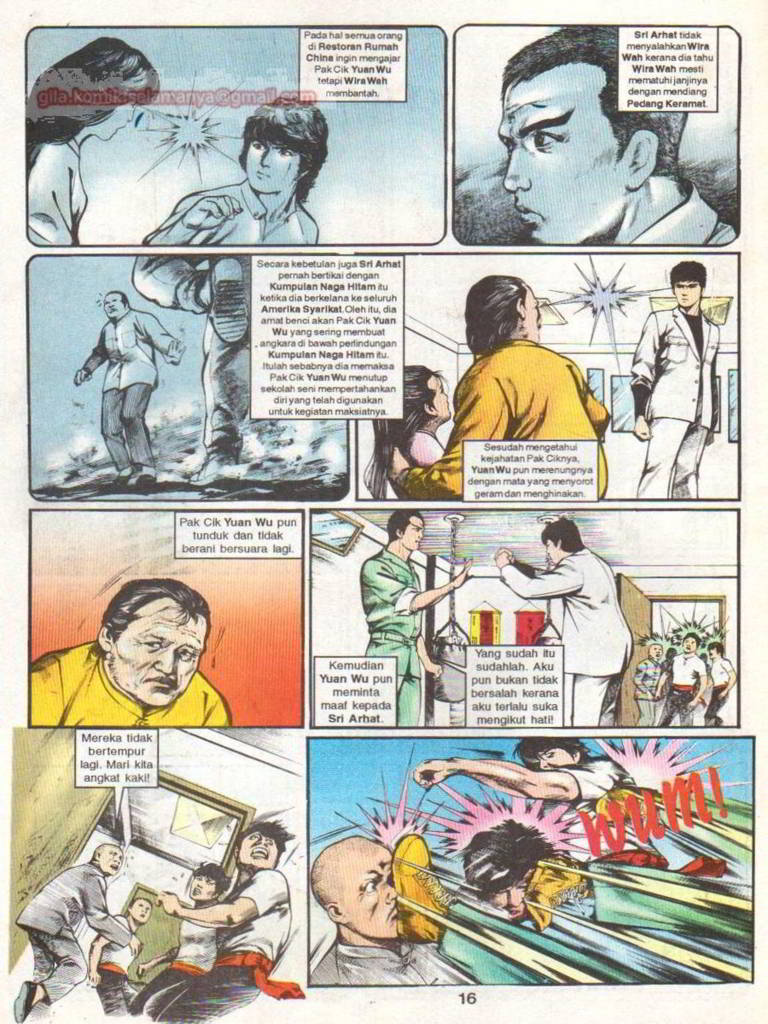 Pada hal semua orang
di Restoran Rumah
China ingin mengajar
Pak Cik Yuan Wu
tetapi Wira Wah
membantah.
Sri Arhat tidak
menyalahkan Wira
Wah kerana dia tahu
Wira Wah mesti
mematuhi janjinya
dengan mendiang
Pedang Keramat.
gila.komik.selamanya@gmail.com
Secara kebetulan juga Sri Arhat
pernah bertikai dengan
Kumpulan Naga Hitam itu
ketika dia berkelana ke seluruh
Amerika Syarikat. Oleh itu, dia
amat benci akan Pak Cik Yuan
Wu yang sering membuat
angkara di bawah perlindungan
Kumpulan Naga Hitam itu.
Itulah sebabnya dia memaksa
Pak Cik Yuan Wu menutup
sekolah seni mempertahankan
diri yang telah digunakan
untuk kegiatan maksiatnya.
Sesudah mengetahui
kejahatan Pak Ciknya,
Yuan Wu pun merenungnya
dengan mata yang menyorot
geram dan menghinakan.
Pak Cik Yuan Wu pun
tunduk dan tidak
berani bersuara lagi.
Kemudian
Yuan Wu pun
meminta
maaf kepada
Sri Arhat.
Yang sudah itu
sudahlah. Aku
pun bukan tidak
bersalah kerana
aku terlalu suka
mengikut hati!
Mereka tidak
bertempur
lagi. Mari kita
angkat kaki!
wum!
16